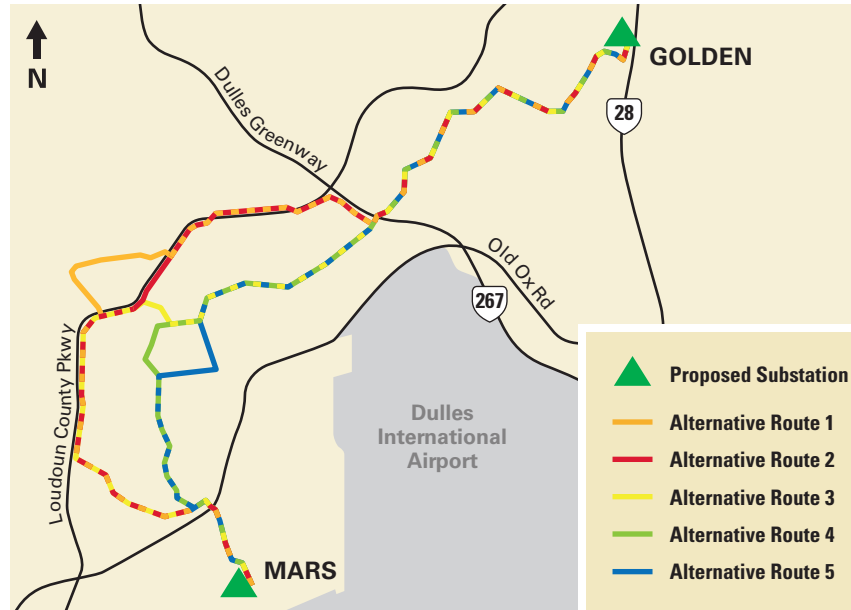 N
GOLDEN
28
Dulles Greenway
Old Ox Rd
267
Loudoun County Pkwy
Dulles
International
Airport
MARS
Proposed Substation
Alternative Route 1
Alternative Route 2
Alternative Route 3
Alternative Route 4
Alternative Route 5